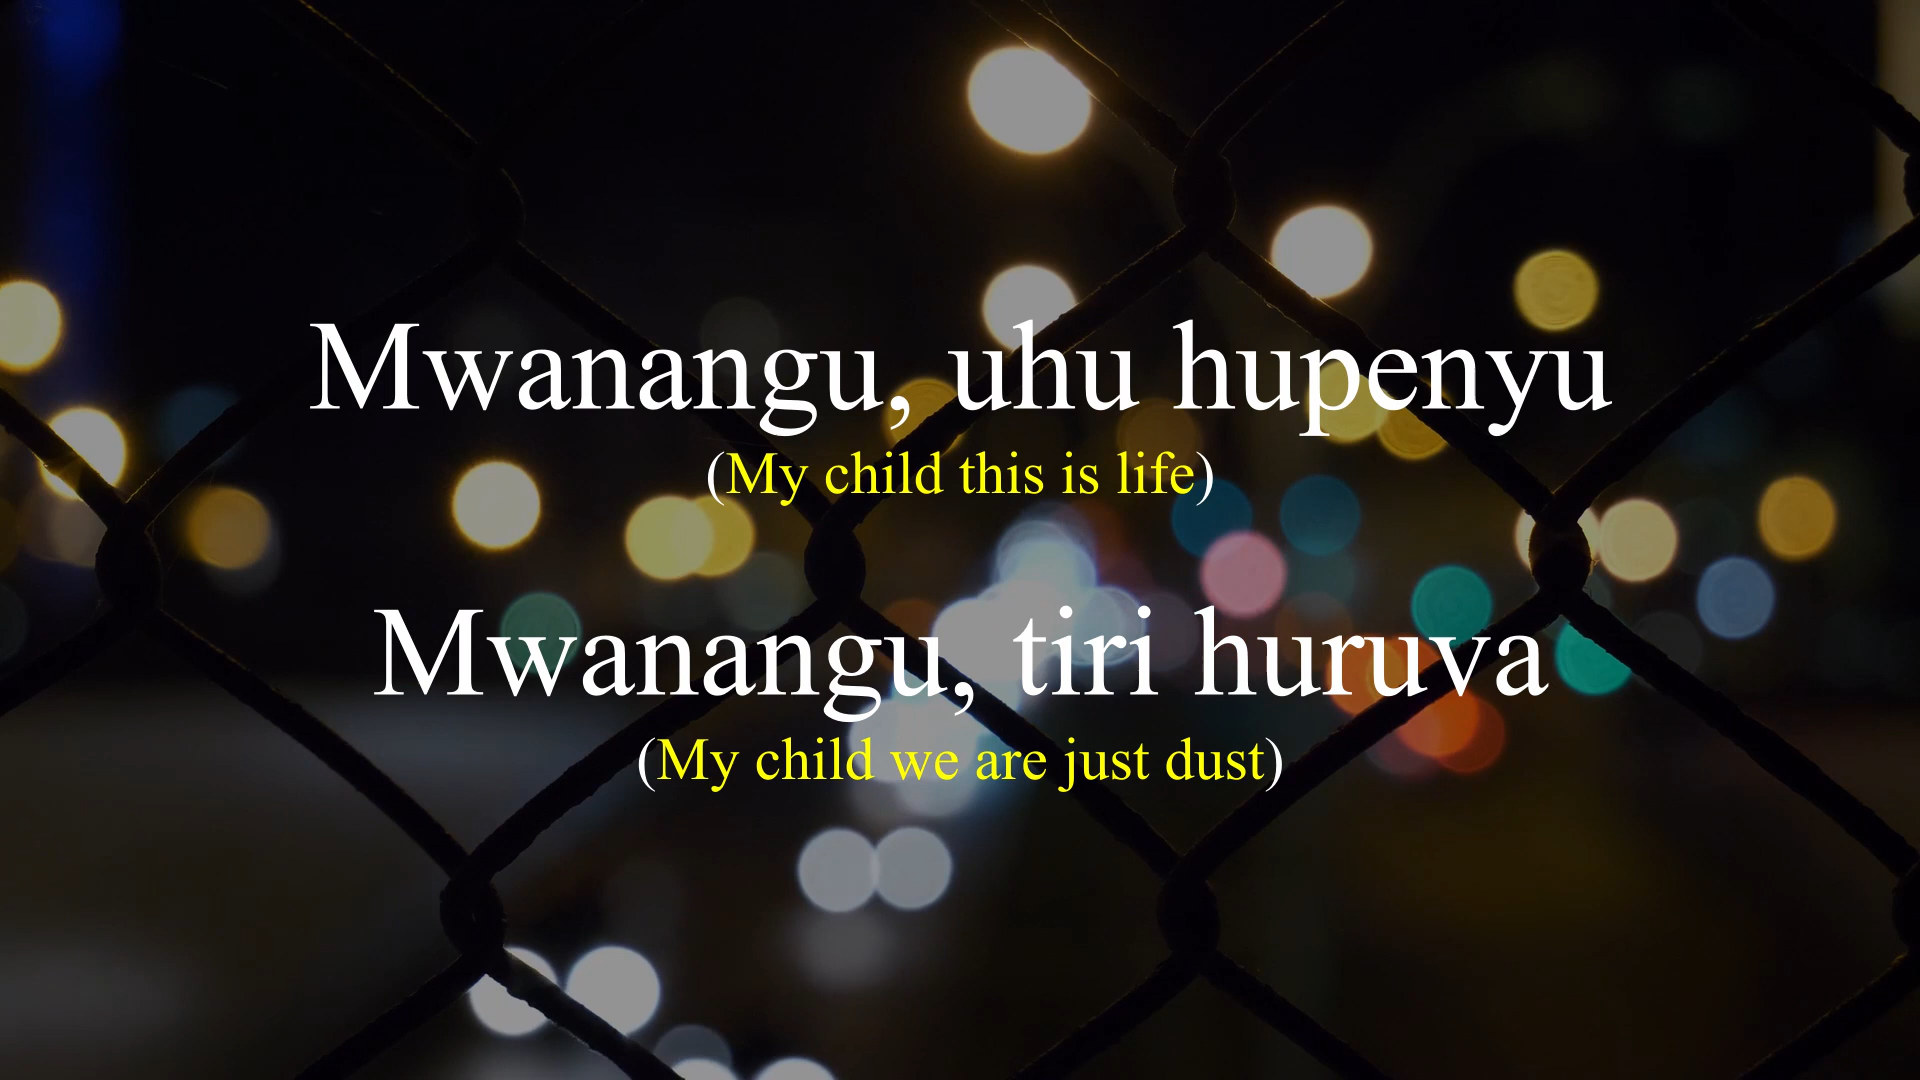 Mwanangu, uhu hupenyu
(My child this is life)
Mwanangu, tiri huruva
(My child we are just dust)